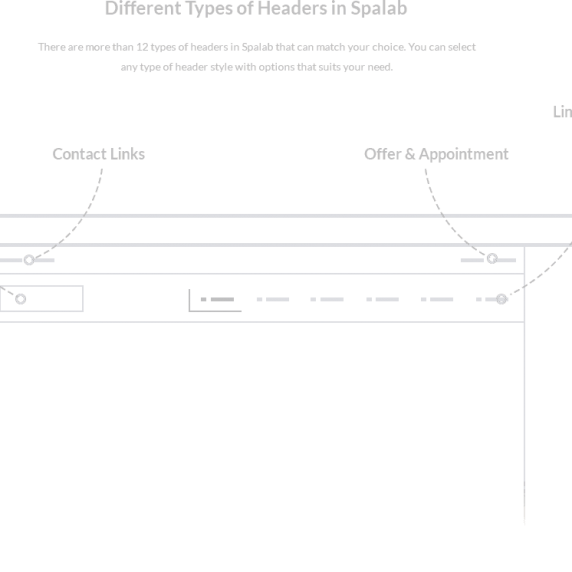 Different Types of Headers in Spalab
There are more than 12 types of headers in Spalab that can match your choice. You can select
any type of header style with options that suits your need.
Contact Links
Offer & Appointment